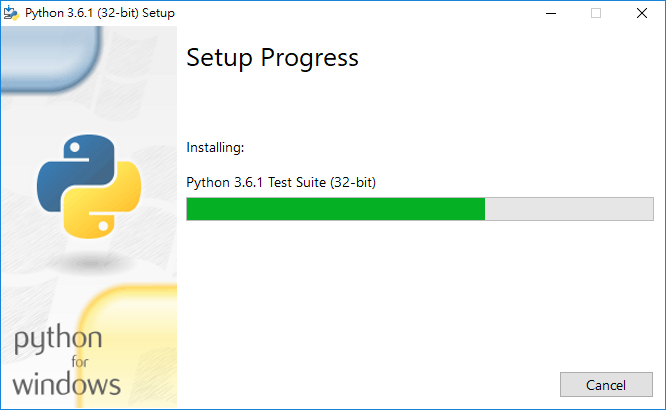 Python 3.6.1 (32-bit) Setup
Setup Progress
Installing:
Python 3.6.1 Test Suite (32-bit)
python
for
windows
Cancel